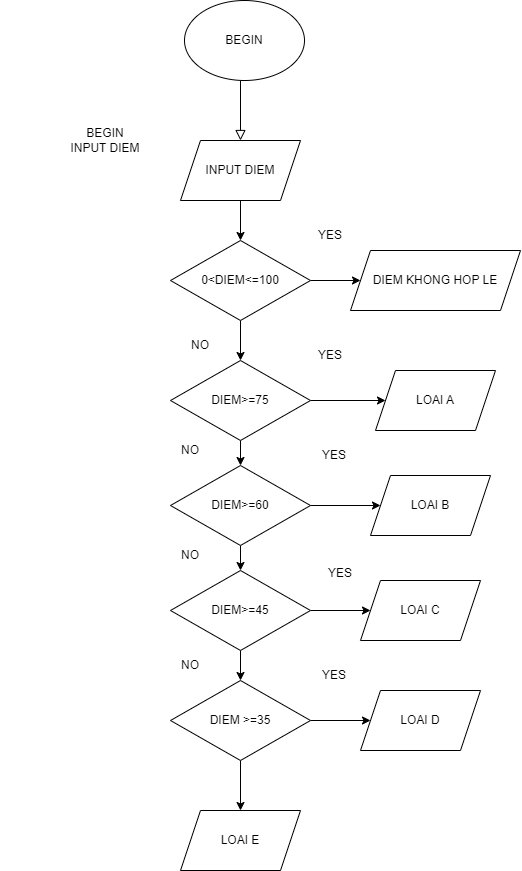 BEGIN
BEGIN
INPUT DIEM
INPUT DIEM
YES
0<DIEM<=100
DIEM KHONG HOP LE
NO
YES
DIEM>=75
LOAI A
NO
YES
DIEM>=60
LOAI B
NO
YES
DIEM>=45
LOAI C
NO
YES
DIEM >=35
LOAI D
LOAI E